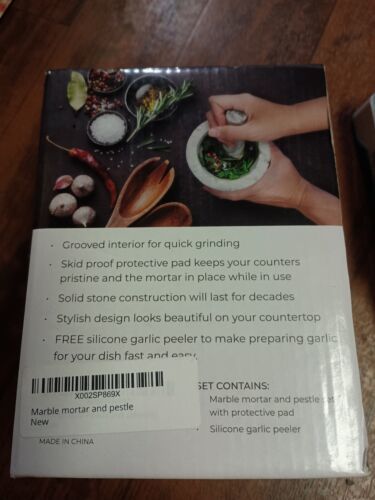 · Grooved interior for quick grinding
· Skid proof protective pad keeps your counters
pristine and the mortar in place while in use
· Solid stone construction will last for decades
· Stylish design looks beautiful on your countertop
· FREE silicone garlic peeler to make preparing garlic
for your dish fast and easy.
SET CONTAINS:
Marble mortar and pestle set
with protective pad
Silicone garlic peeler
X002SP869X
Marble mortar and pestle
New
MADE IN CHINA